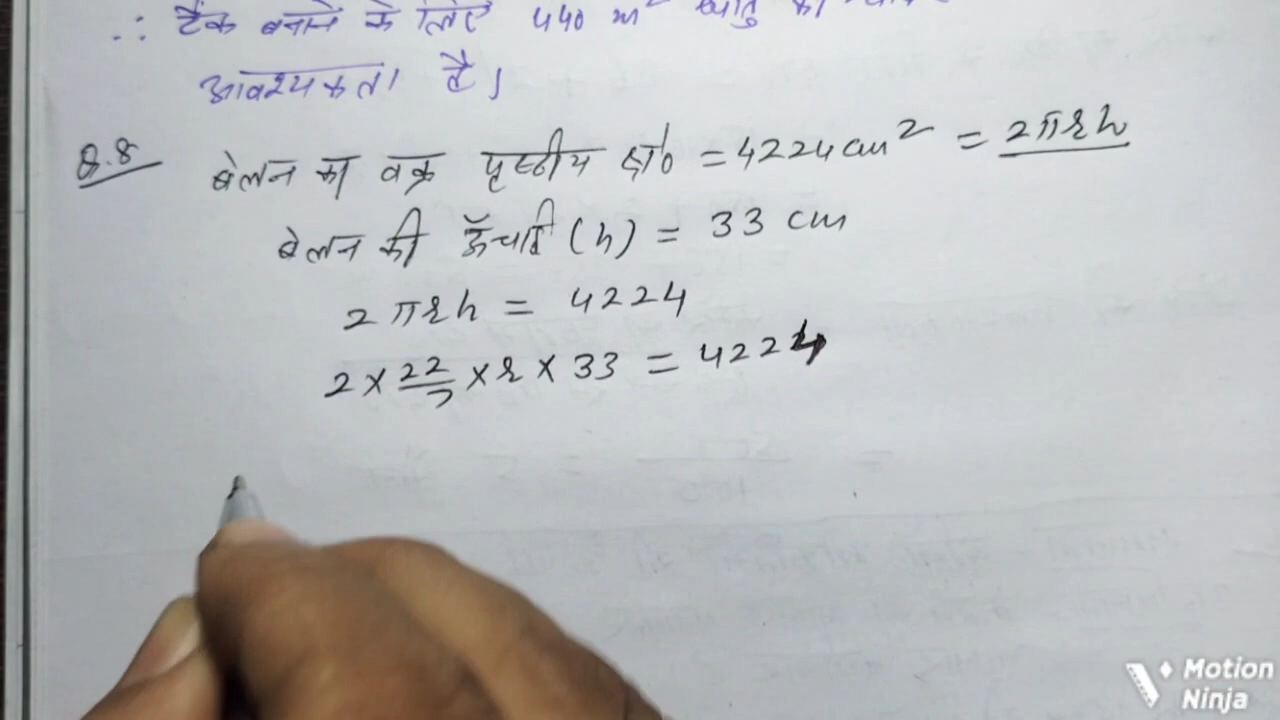 ∴ टैंक बनाने के लिए 440 m² धातु की
आवश्यकता है।
Q.8 बेलन का वक्र पृष्ठीय क्षे० = 4224 cm² = 2πrh
बेलन की ऊँचाई (h) = 33 cm
2πrh = 4224
2 × 22/7 × r × 33 = 4224
Motion
Ninja